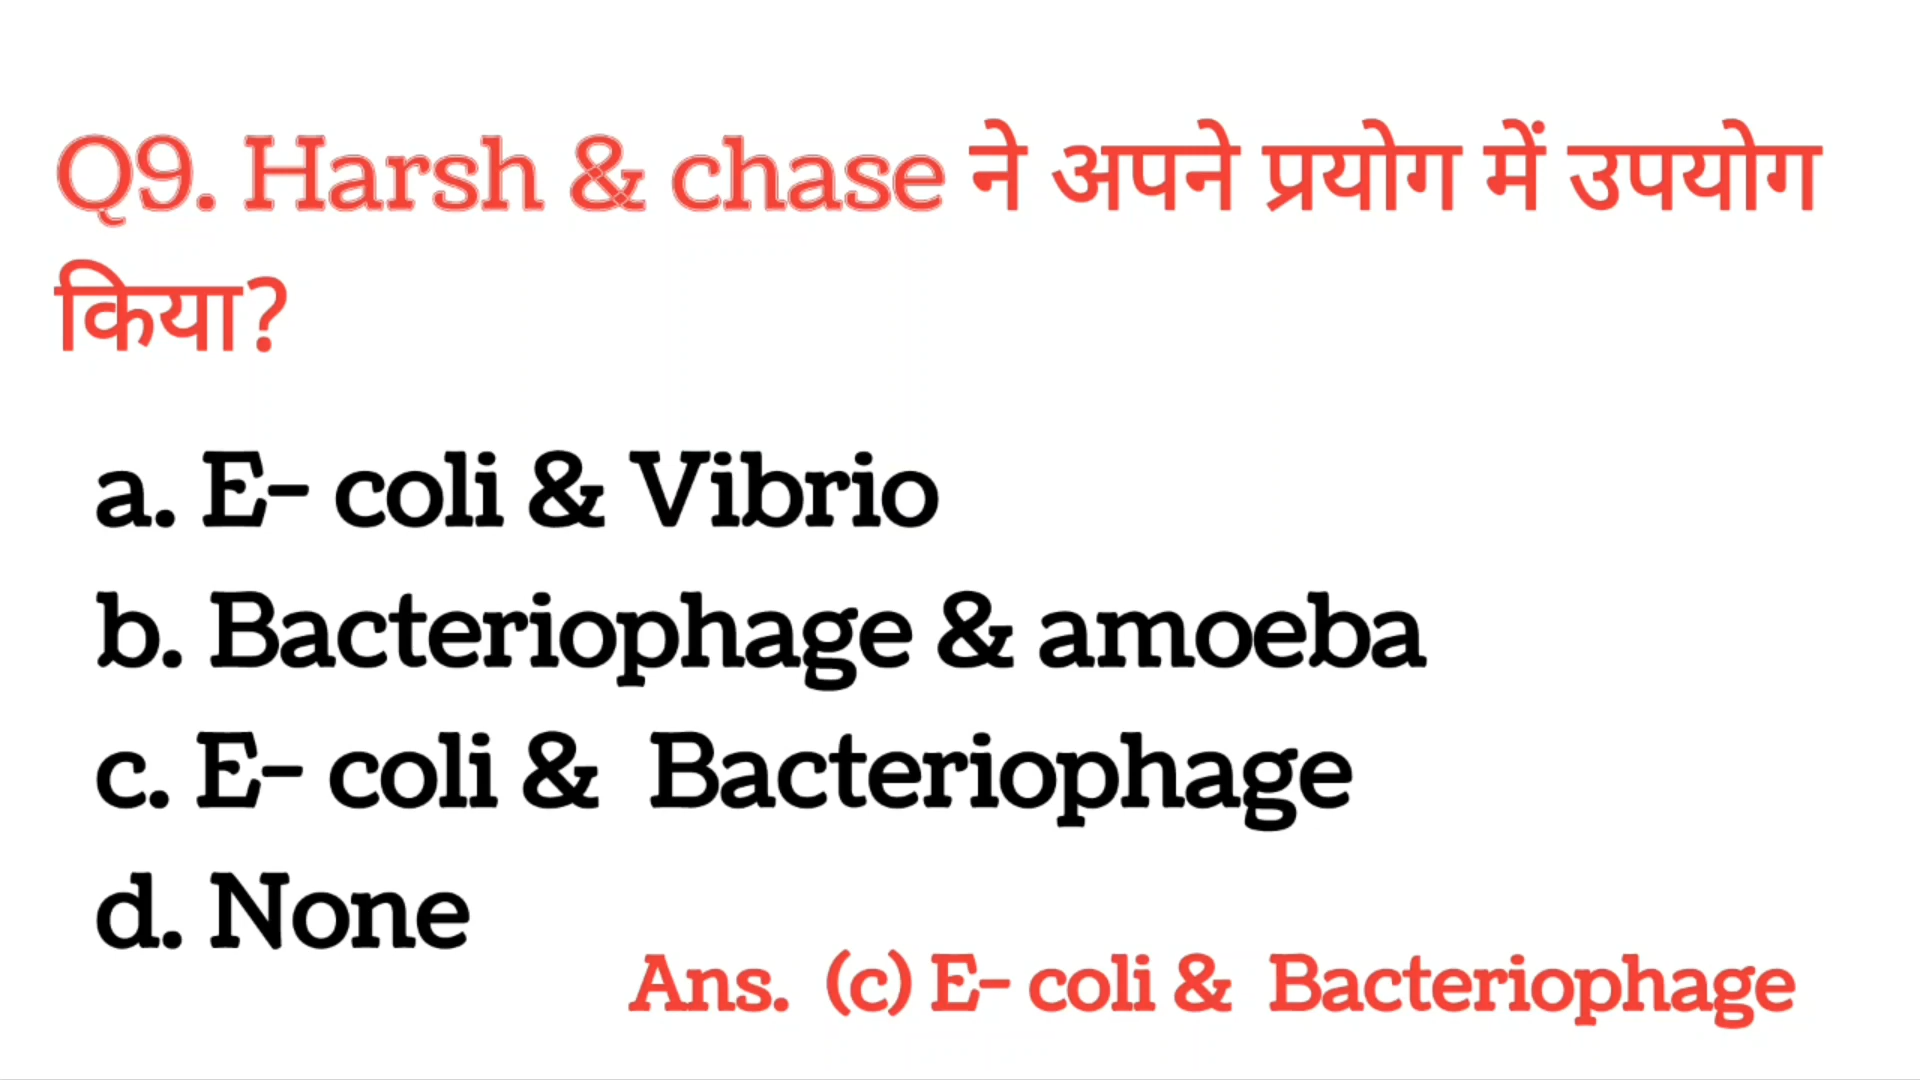 Q9. Harsh & chase ने अपने प्रयोग में उपयोग
किया?
a. E- coli & Vibrio
b. Bacteriophage & amoeba
c. E- coli &  Bacteriophage
d. None
Ans.  (c) E- coli &  Bacteriophage